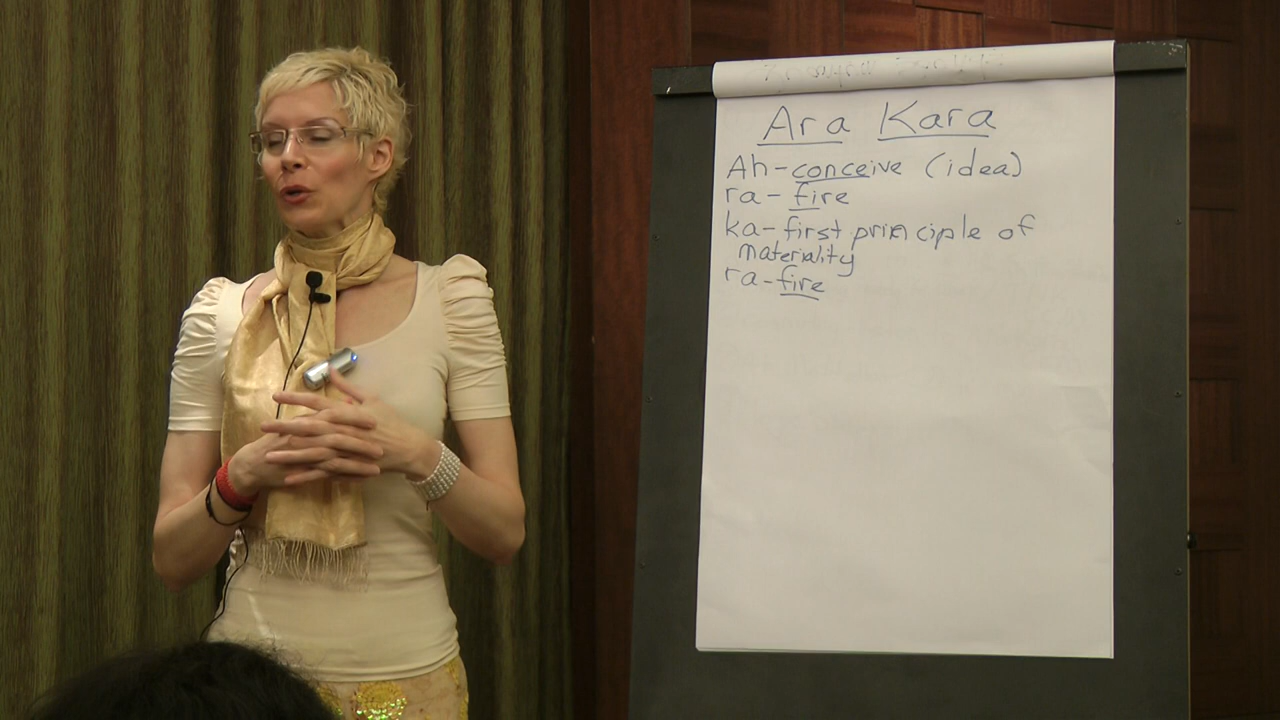 Ara Kara
Ah-conceive (idea)
ra-fire
ka-first principle of
materiality
ra-fire